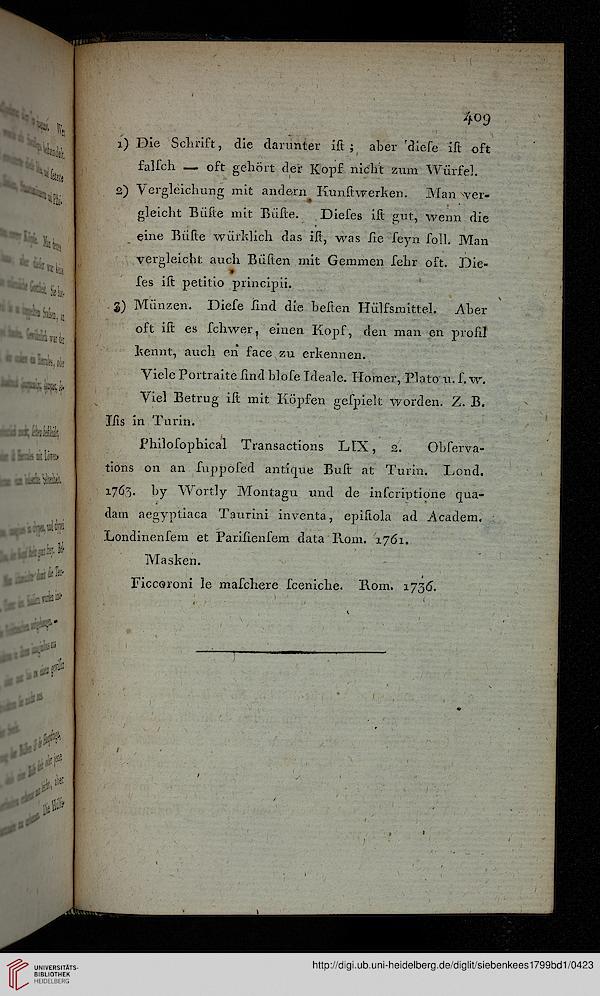 409
1) Die Schrift, die darunter iſt; aber dieſe iſt oft
falſch — oft gehört der Kopf nicht zum Würfel.
2) Vergleichung mit andern Kunſtwerken. Man ver-
gleicht Büſte mit Büſte. Dieſes iſt gut, wenn die
eine Büſte würklich das iſt, was ſie ſeyn ſoll. Man
vergleicht auch Büſten mit Gemmen ſehr oft. Die-
ſes iſt petitio principii.
3) Münzen. Dieſe ſind die beſten Hülfsmittel. Aber
oft iſt es ſchwer, einen Kopf, den man en profil
kennt, auch en face zu erkennen.
Viele Portraite ſind bloſe Ideale. Homer, Plato u. ſ. w.
Viel Betrug iſt mit Köpfen geſpielt worden. Z. B.
Iſis in Turin.
Philoſophical Transactions LIX, 2. Obſerva-
tions on an ſuppoſed antique Buſt at Turin. Lond.
1763. by Wortly Montagu und de inſcriptione qua-
dam aegyptiaca Taurini inventa, epiſtola ad Academ.
Londinenſem et Pariſienſem data Rom. 1761.
Masken.
Ficcoroni le maſchere ſceniche. Rom. 1736.
UNIVERSITÄTS-
BIBLIOTHEK
HEIDELBERG
http://digi.ub.uni-heidelberg.de/diglit/siebenkees1799bd1/0423